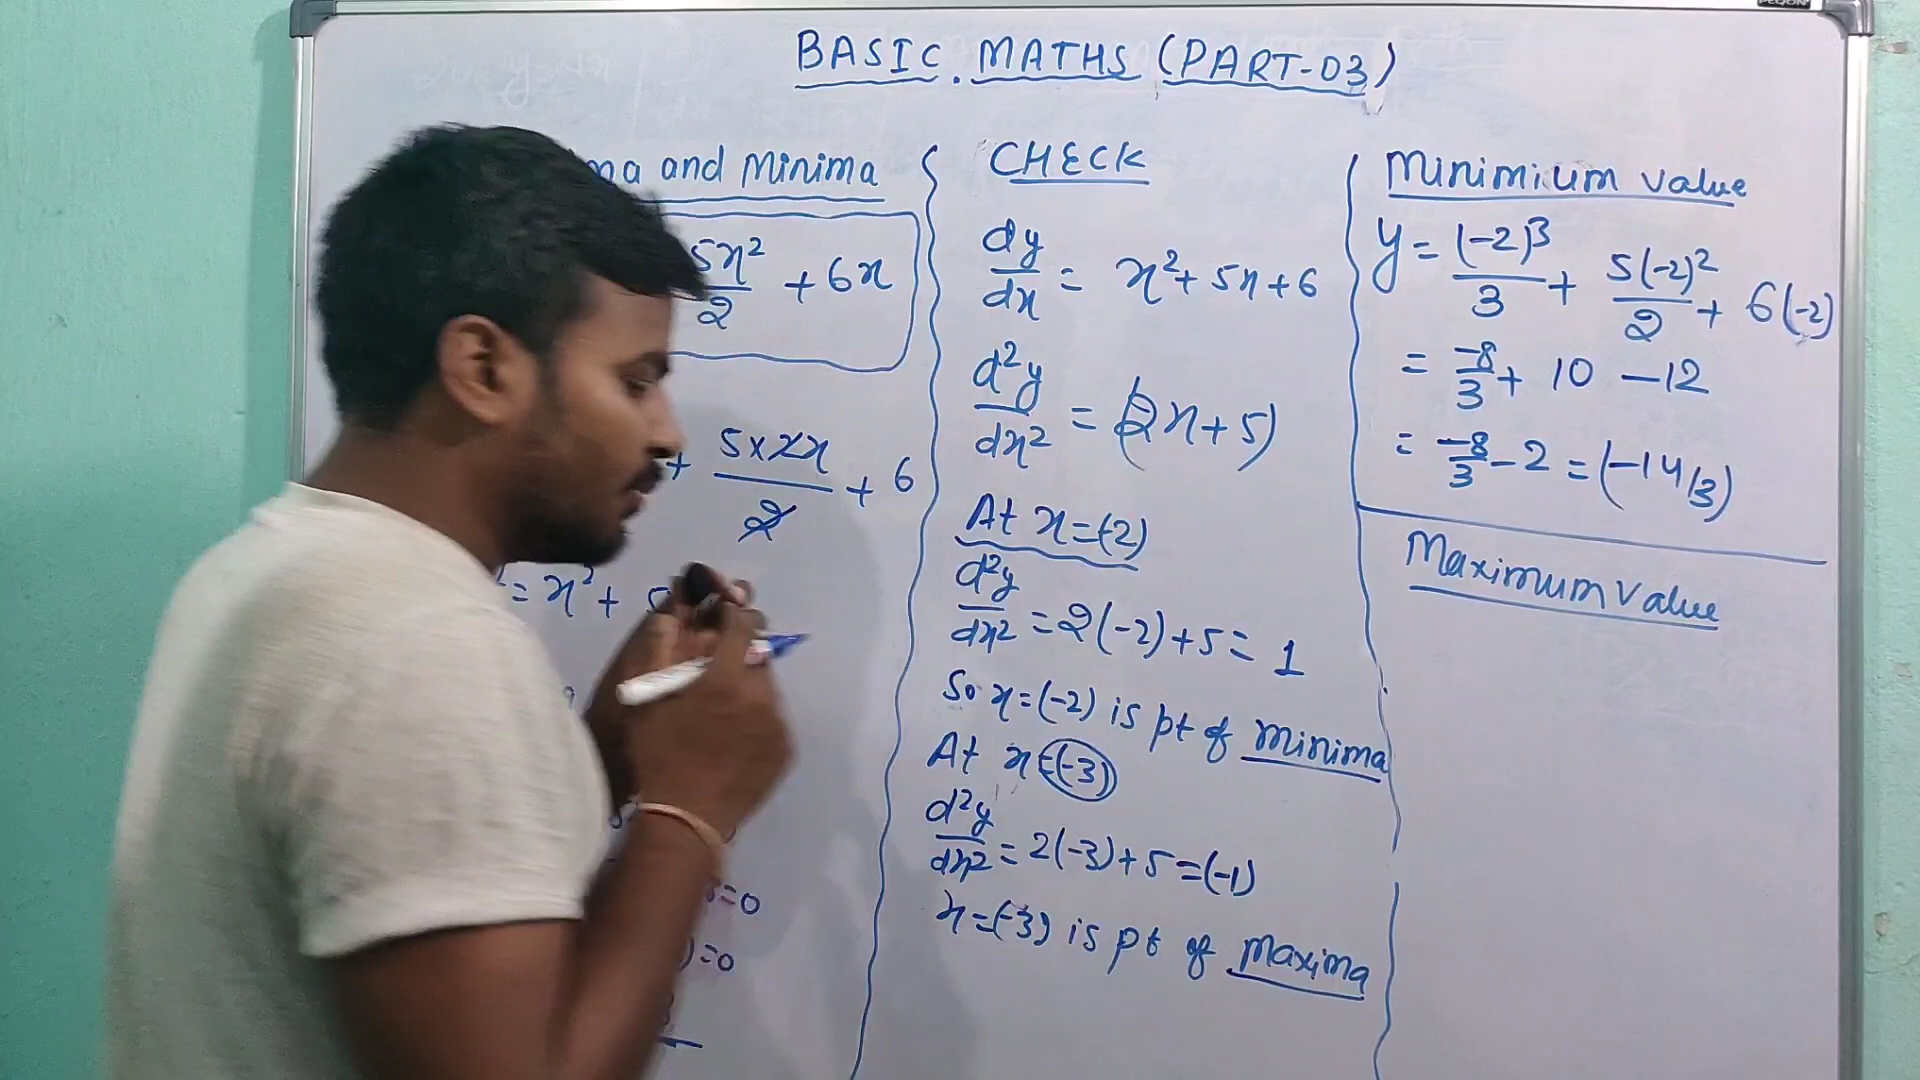 PEQON
BASIC MATHS (PART-03)
and Minima
5x²/2 + 6x
+ 5×2x/2 + 6
= x² + 5
=0
)=0
CHECK
dy/dx = x² + 5x + 6
d²y/dx² = (2x + 5)
At x = (-2)
d²y/dx² = 2(-2) + 5 = 1
So x = (-2) is pt of Minima
At x = (-3)
d²y/dx² = 2(-3) + 5 = (-1)
x = (-3) is pt of Maxima
Minimium value
y = (-2)³/3 + 5(-2)²/2 + 6(-2)
= -8/3 + 10 - 12
= -8/3 - 2 = (-14/3)
Maximum value